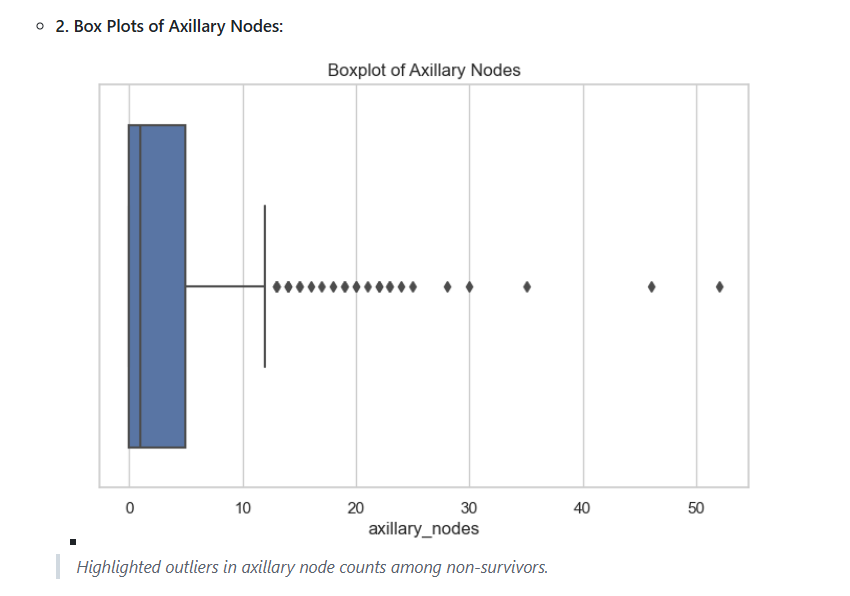 2. Box Plots of Axillary Nodes:
Boxplot of Axillary Nodes
0 10 20 30 40 50
axillary_nodes
Highlighted outliers in axillary node counts among non-survivors.